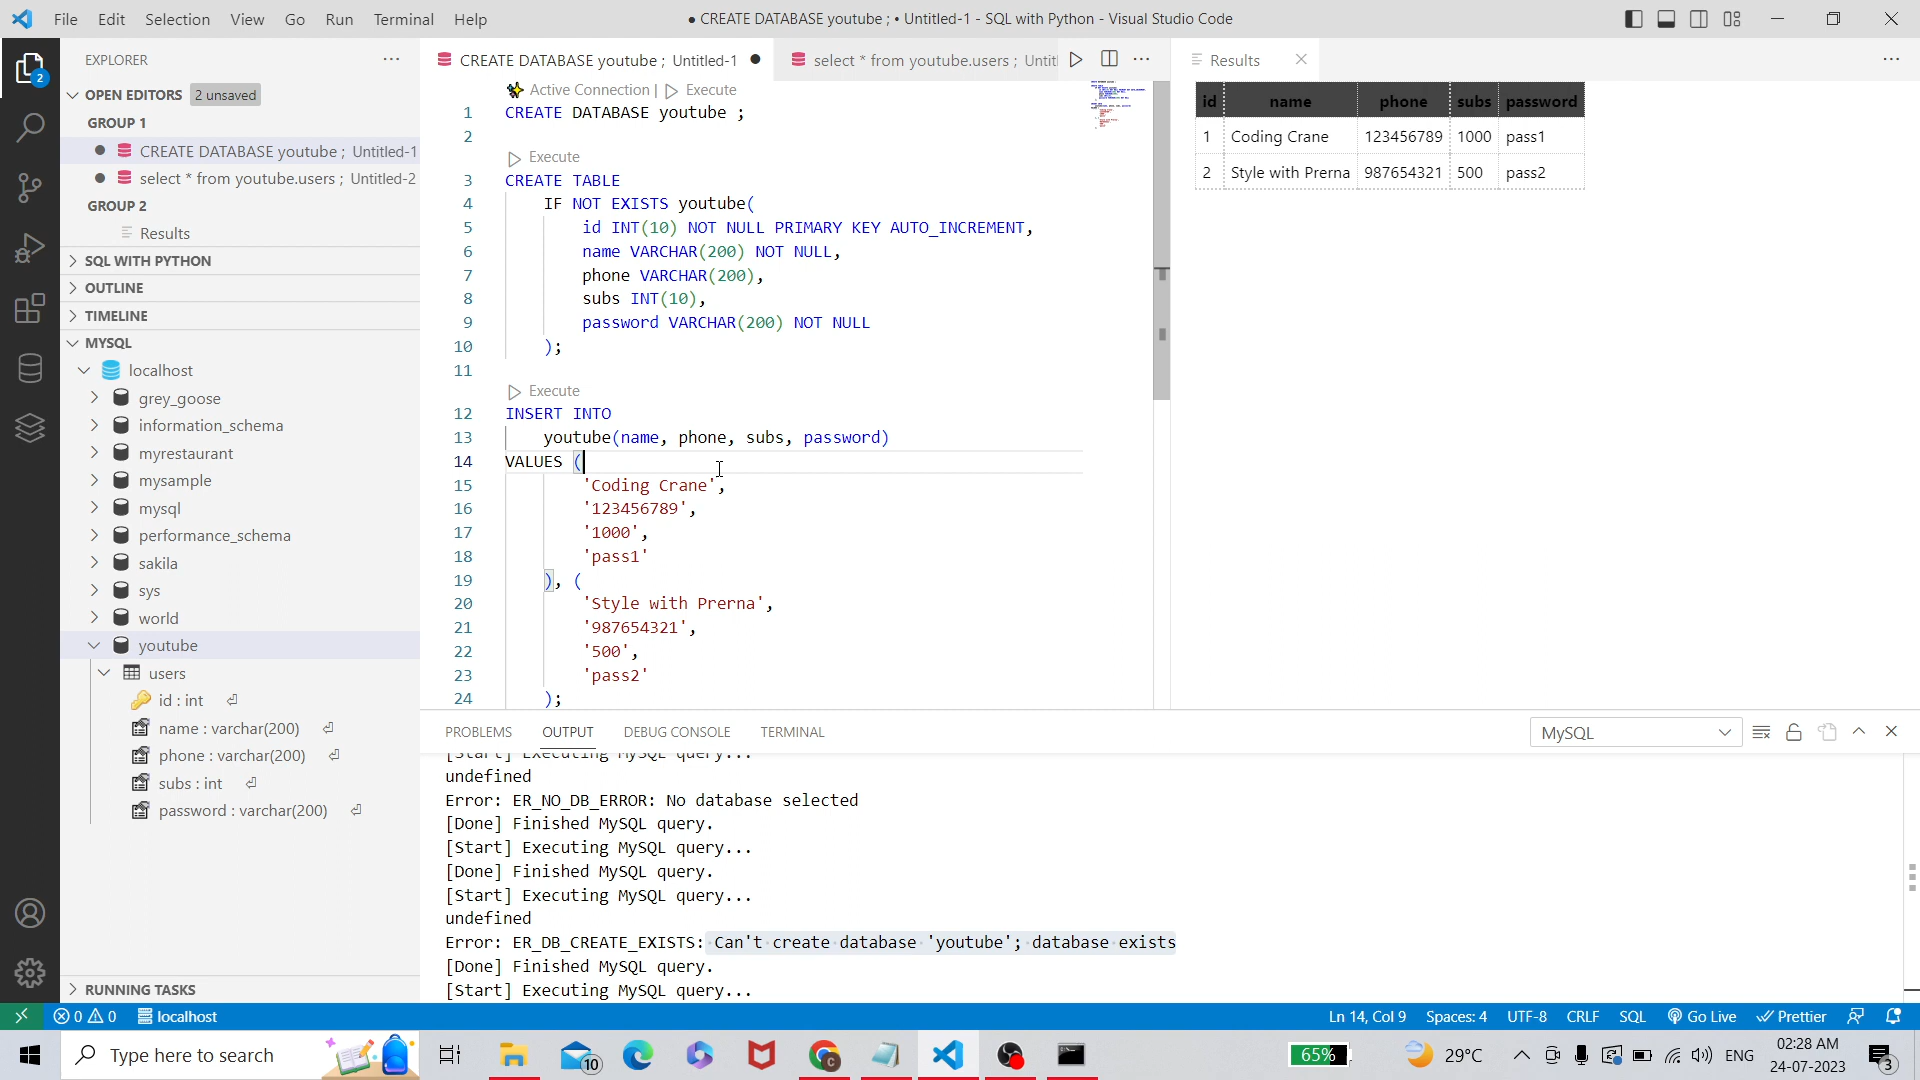 File Edit Selection View Go Run Terminal Help
● CREATE DATABASE youtube ; • Untitled-1 - SQL with Python - Visual Studio Code
2
EXPLORER
OPEN EDITORS 2 unsaved
GROUP 1
CREATE DATABASE youtube ; Untitled-1
select * from youtube.users ; Untitled-2
GROUP 2
Results
SQL WITH PYTHON
OUTLINE
TIMELINE
MYSQL
localhost
grey_goose
information_schema
myrestaurant
mysample
mysql
performance_schema
sakila
sys
world
youtube
users
id : int
name : varchar(200)
phone : varchar(200)
subs : int
password : varchar(200)
RUNNING TASKS
CREATE DATABASE youtube ; Untitled-1
select * from youtube.users ; Untit
Active Connection | Execute
1 CREATE DATABASE youtube ;
2
Execute
3 CREATE TABLE
4 IF NOT EXISTS youtube(
5 id INT(10) NOT NULL PRIMARY KEY AUTO_INCREMENT,
6 name VARCHAR(200) NOT NULL,
7 phone VARCHAR(200),
8 subs INT(10),
9 password VARCHAR(200) NOT NULL
10 );
11
Execute
12 INSERT INTO
13 youtube(name, phone, subs, password)
14 VALUES (
15 'Coding Crane',
16 '123456789',
17 '1000',
18 'pass1'
19 ), (
20 'Style with Prerna',
21 '987654321',
22 '500',
23 'pass2'
24 );
Results
id name phone subs password
1 Coding Crane 123456789 1000 pass1
2 Style with Prerna 987654321 500 pass2
PROBLEMS OUTPUT DEBUG CONSOLE TERMINAL
MySQL
[Start] Executing MySQL query...
undefined
Error: ER_NO_DB_ERROR: No database selected
[Done] Finished MySQL query.
[Start] Executing MySQL query...
[Done] Finished MySQL query.
[Start] Executing MySQL query...
undefined
Error: ER_DB_CREATE_EXISTS: Can't create database 'youtube'; database exists
[Done] Finished MySQL query.
[Start] Executing MySQL query...
0 0 localhost
Ln 14, Col 9 Spaces: 4 UTF-8 CRLF SQL Go Live Prettier
Type here to search
10
C
65%
29°C
ENG
02:28 AM
24-07-2023
3